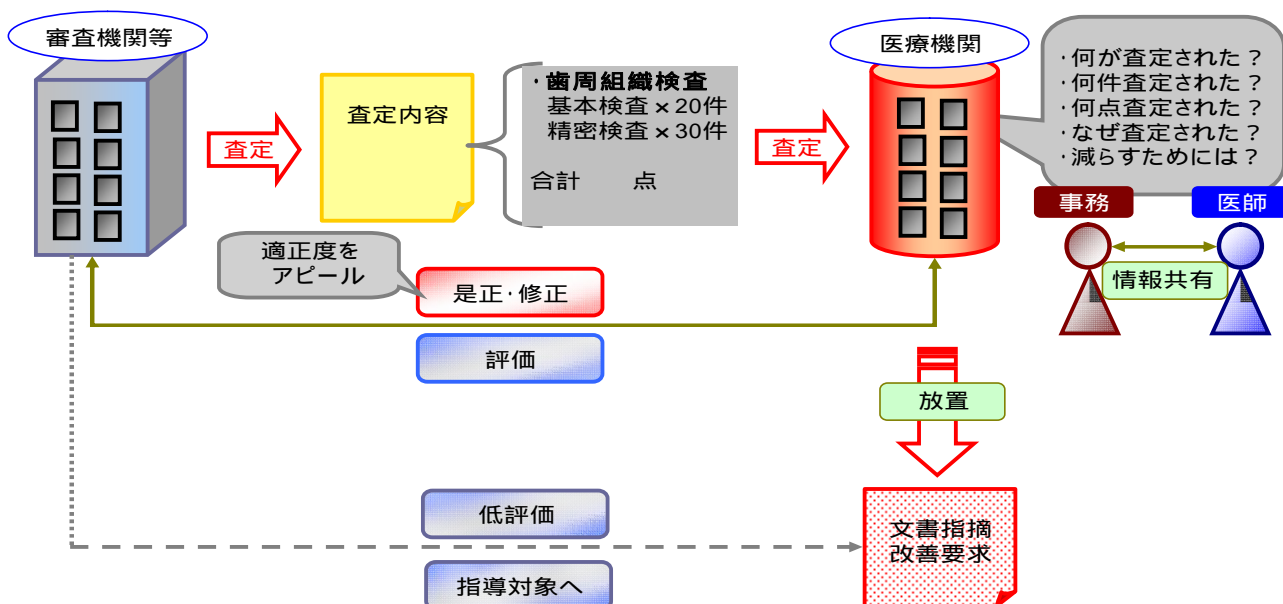 審査機関等
査定
査定内容
・歯周組織検査
基本検査×20件
精密検査×30件
合計　　点
査定
医療機関
・何が査定された？
・何件査定された？
・何点査定された？
・なぜ査定された？
・減らすためには？
事務
医師
情報共有
適正度を
アピール
是正・修正
評価
放置
低評価
指導対象へ
文書指摘
改善要求